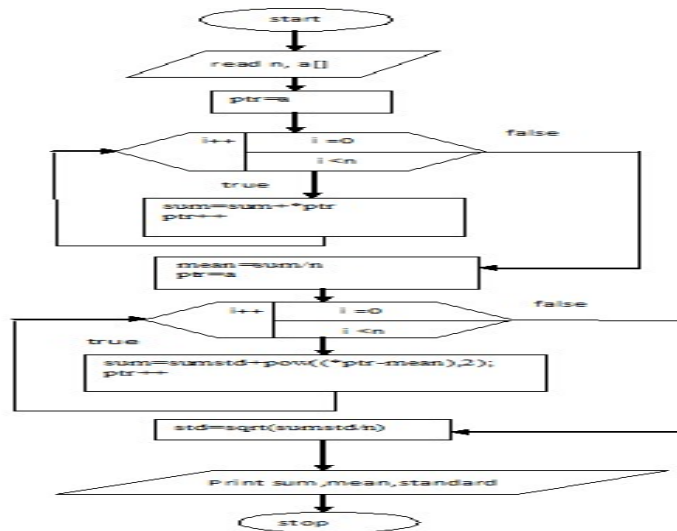 start
read n, a[]
ptr=a
i++
i =0
false
i <n
true
sum=sum+*ptr
ptr++
mean=sum/n
ptr=a
i++
i =0
false
i <n
true
sum=sumstd+pow((*ptr-mean),2);
ptr++
std=sqrt(sumstd/n)
Print sum,mean,standard
stop